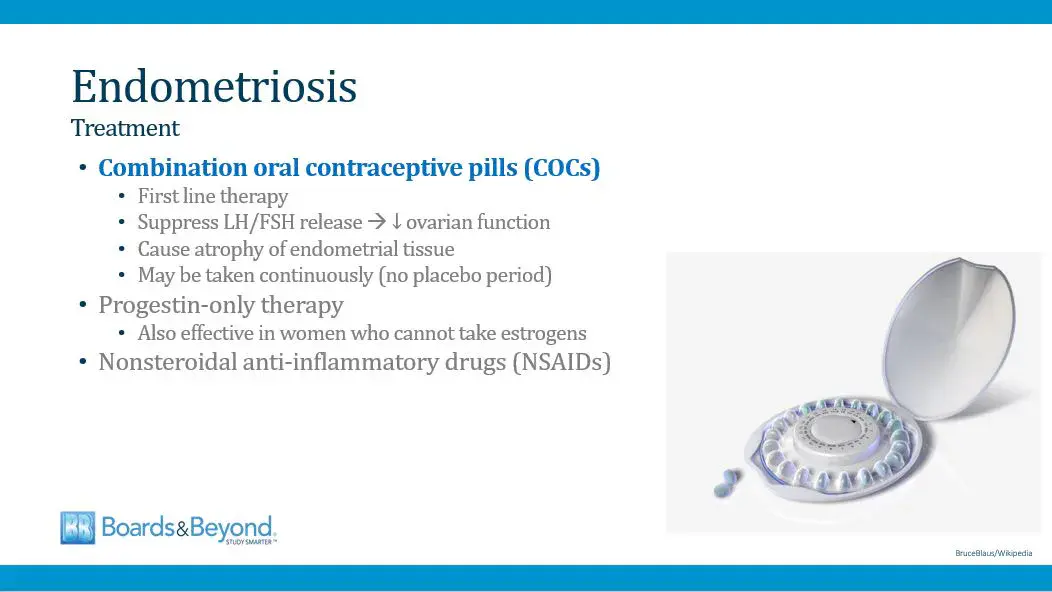 Endometriosis
Treatment
• Combination oral contraceptive pills (COCs)
• First line therapy
• Suppress LH/FSH release → ↓ ovarian function
• Cause atrophy of endometrial tissue
• May be taken continuously (no placebo period)
• Progestin-only therapy
• Also effective in women who cannot take estrogens
• Nonsteroidal anti-inflammatory drugs (NSAIDs)
BB Boards&Beyond.
STUDY SMARTER™
BruceBlaus/Wikipedia